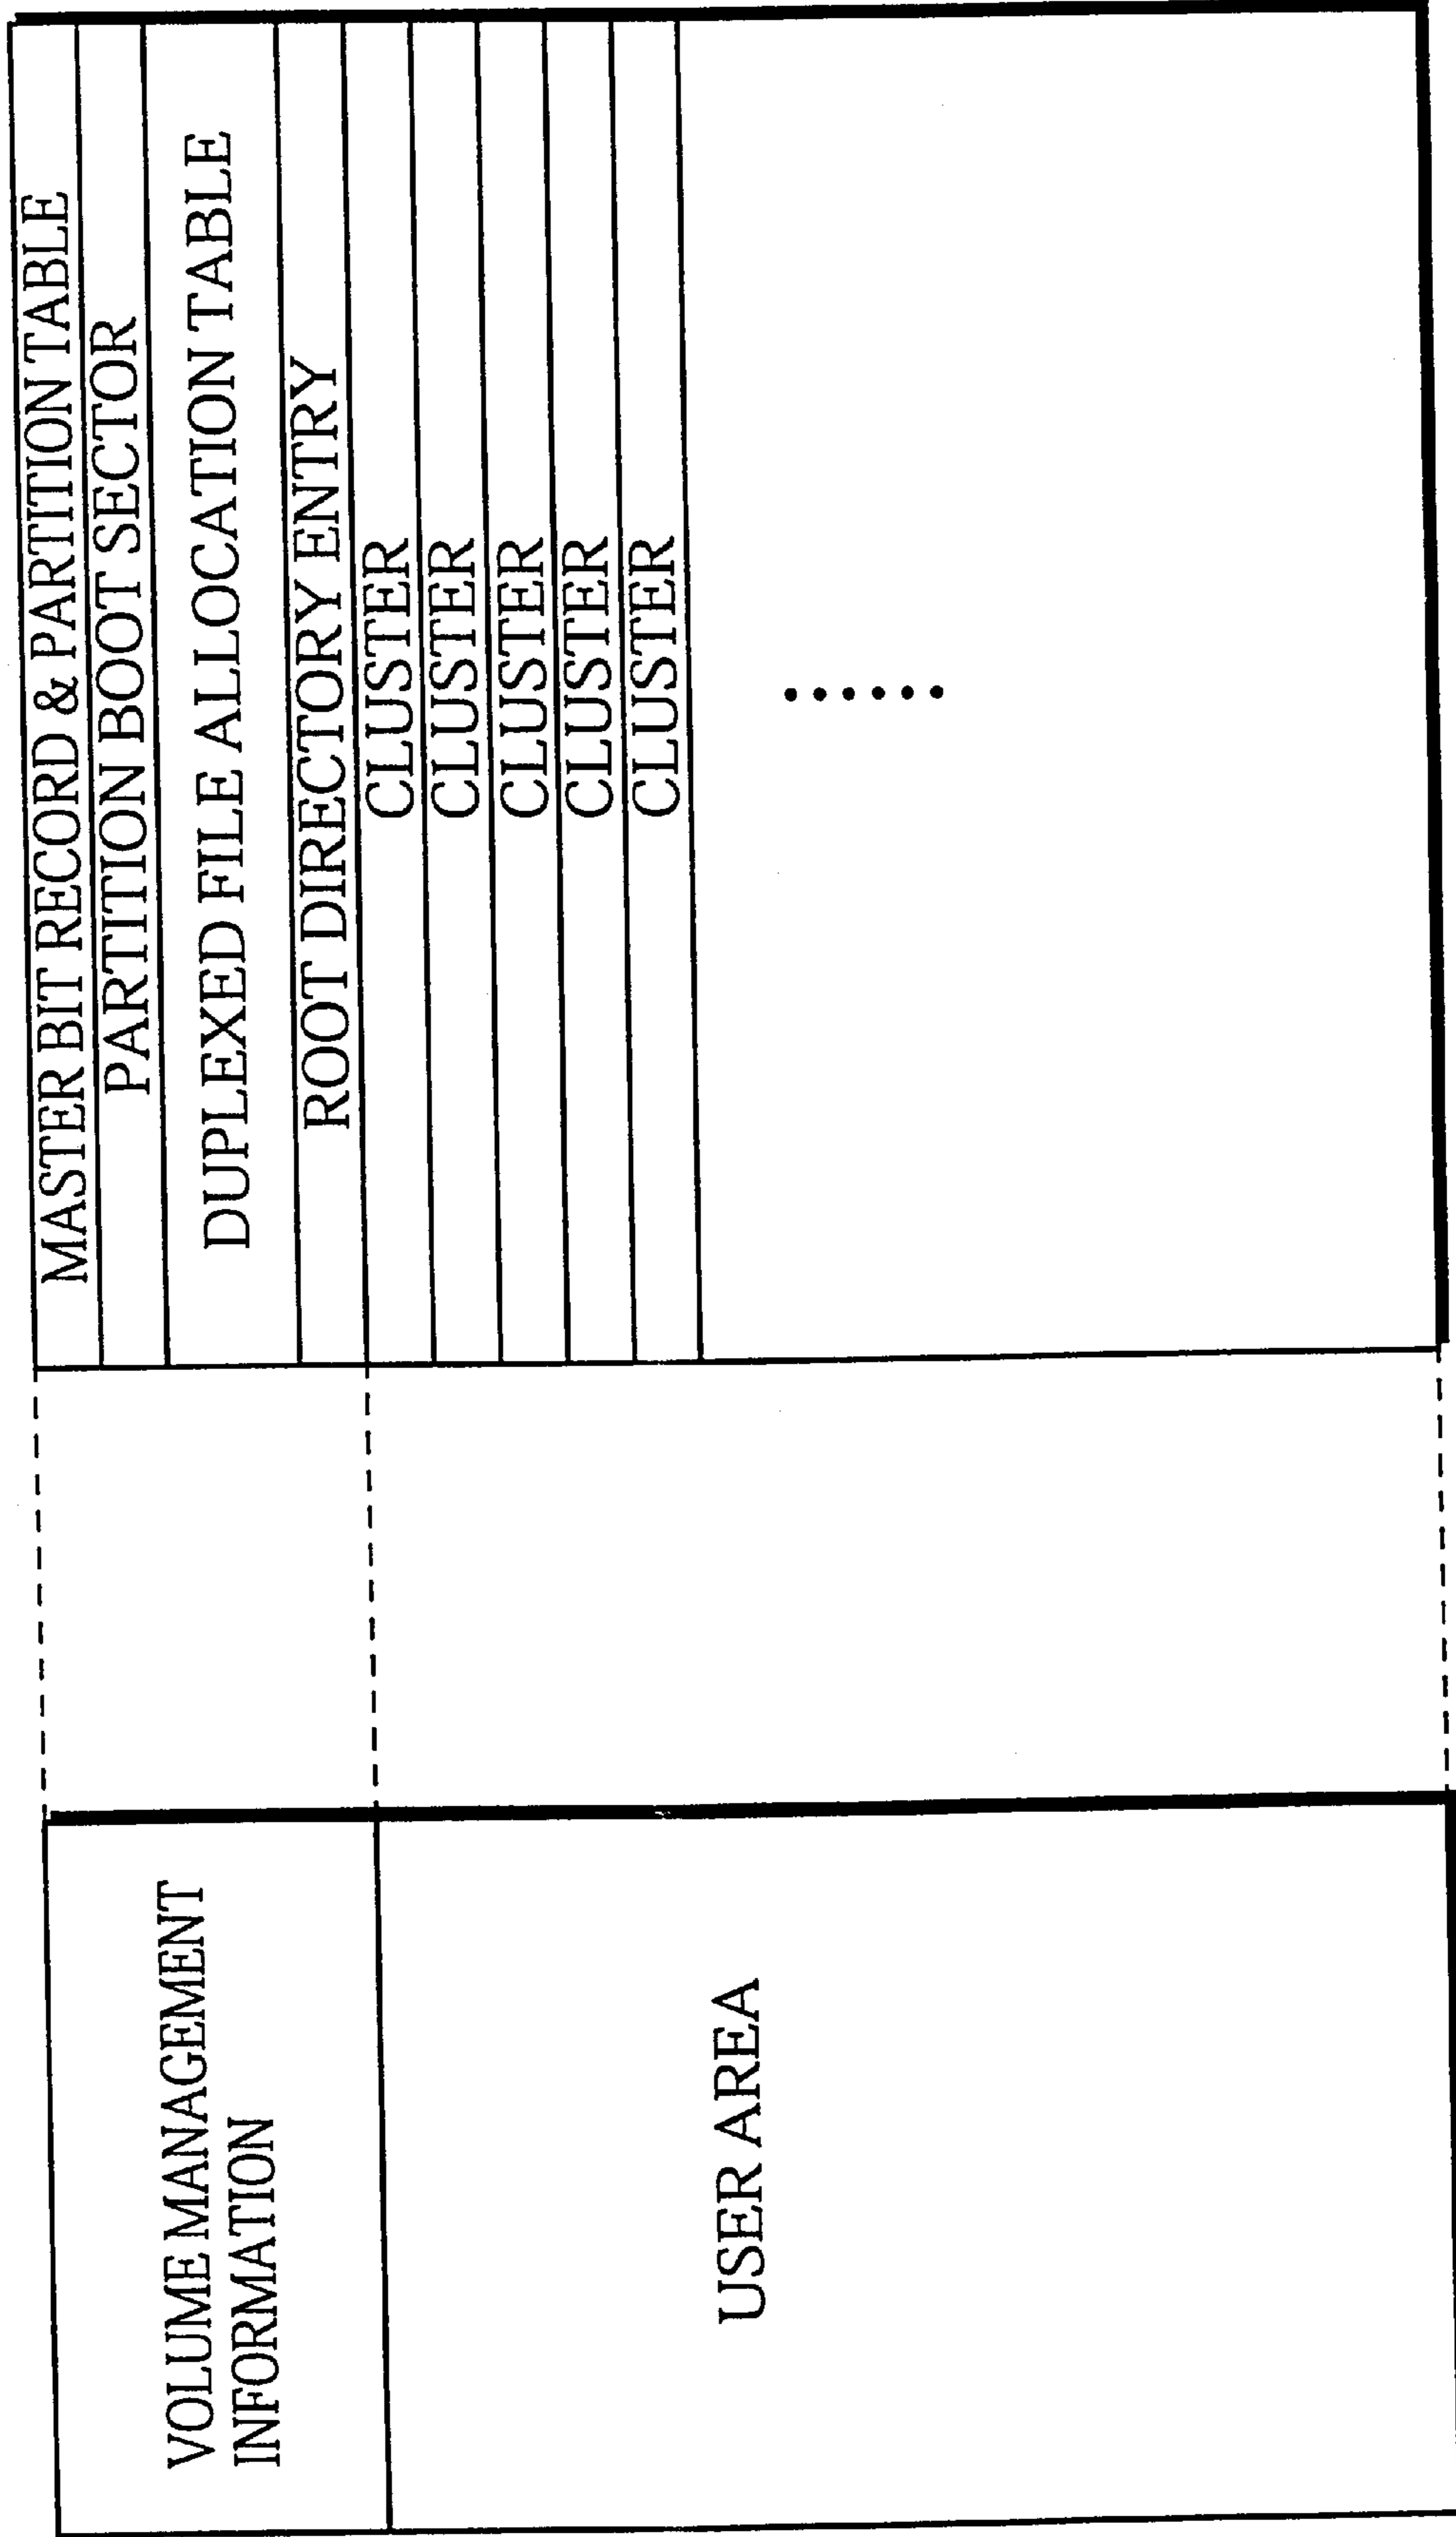 VOLUME MANAGEMENT
INFORMATION
USER AREA
MASTER BIT RECORD & PARTITION TABLE
PARTITION BOOT SECTOR
DUPLEXED FILE ALLOCATION TABLE
ROOT DIRECTORY ENTRY
CLUSTER
CLUSTER
CLUSTER
CLUSTER
CLUSTER
......